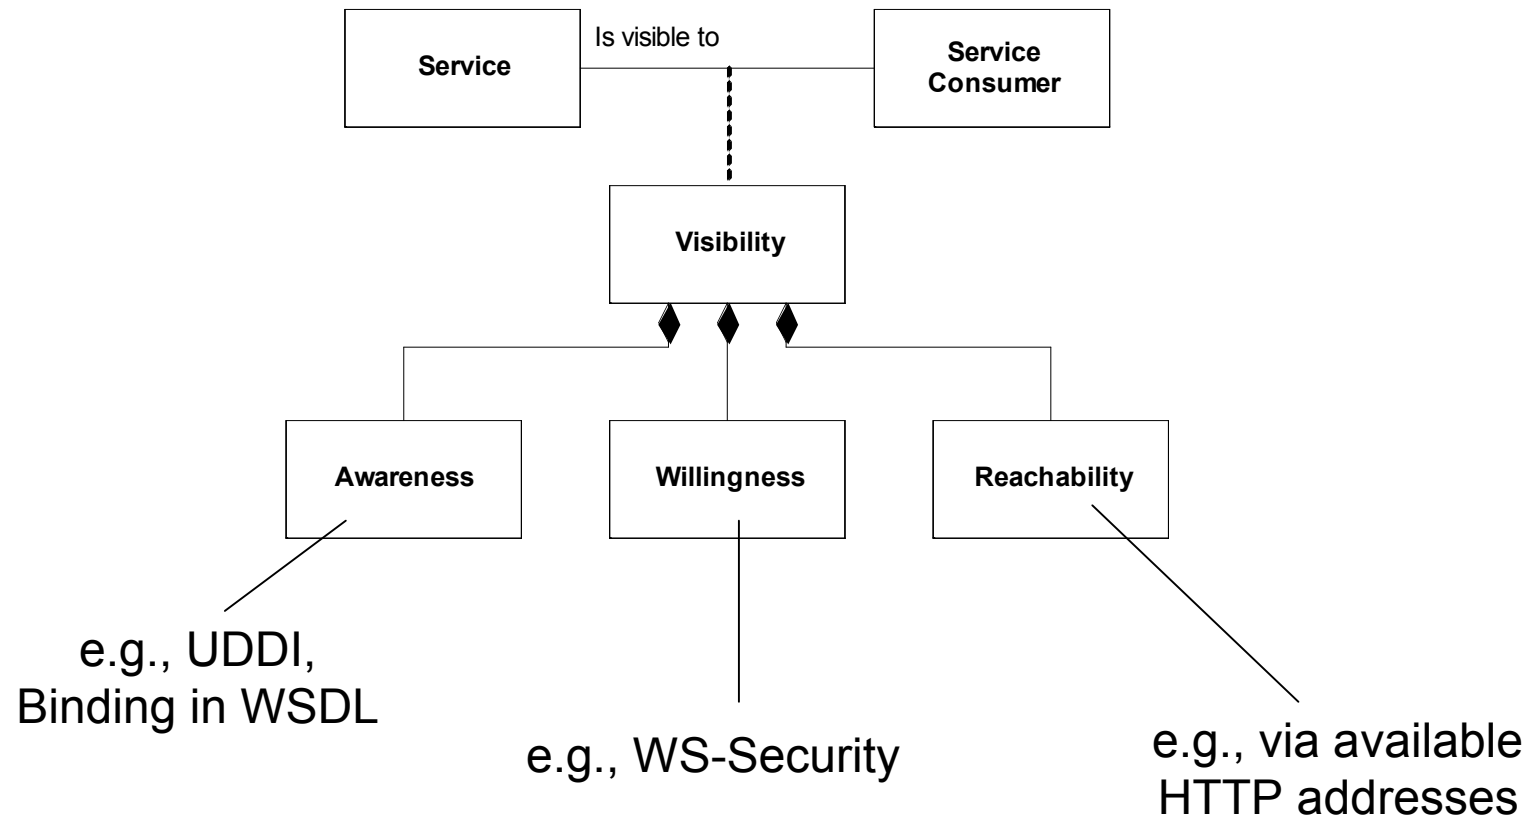 Is visible to
Service
Service
Consumer
Visibility
Awareness
Willingness
Reachability
e.g., UDDI,
Binding in WSDL
e.g., WS-Security
e.g., via available
HTTP addresses